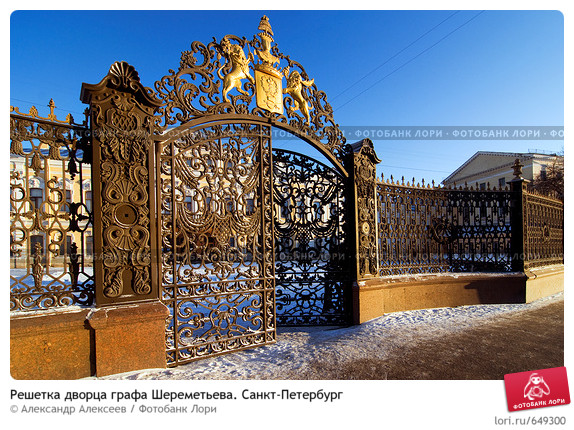 ФОТОБАНК ЛОРИ · ФОТОБАНК ЛОРИ · ФОТОБАНК ЛОРИ
Решетка дворца графа Шереметьева. Санкт-Петербург
© Александр Алексеев / Фотобанк Лори
ФОТОБАНК ЛОРИ
lori.ru/649300